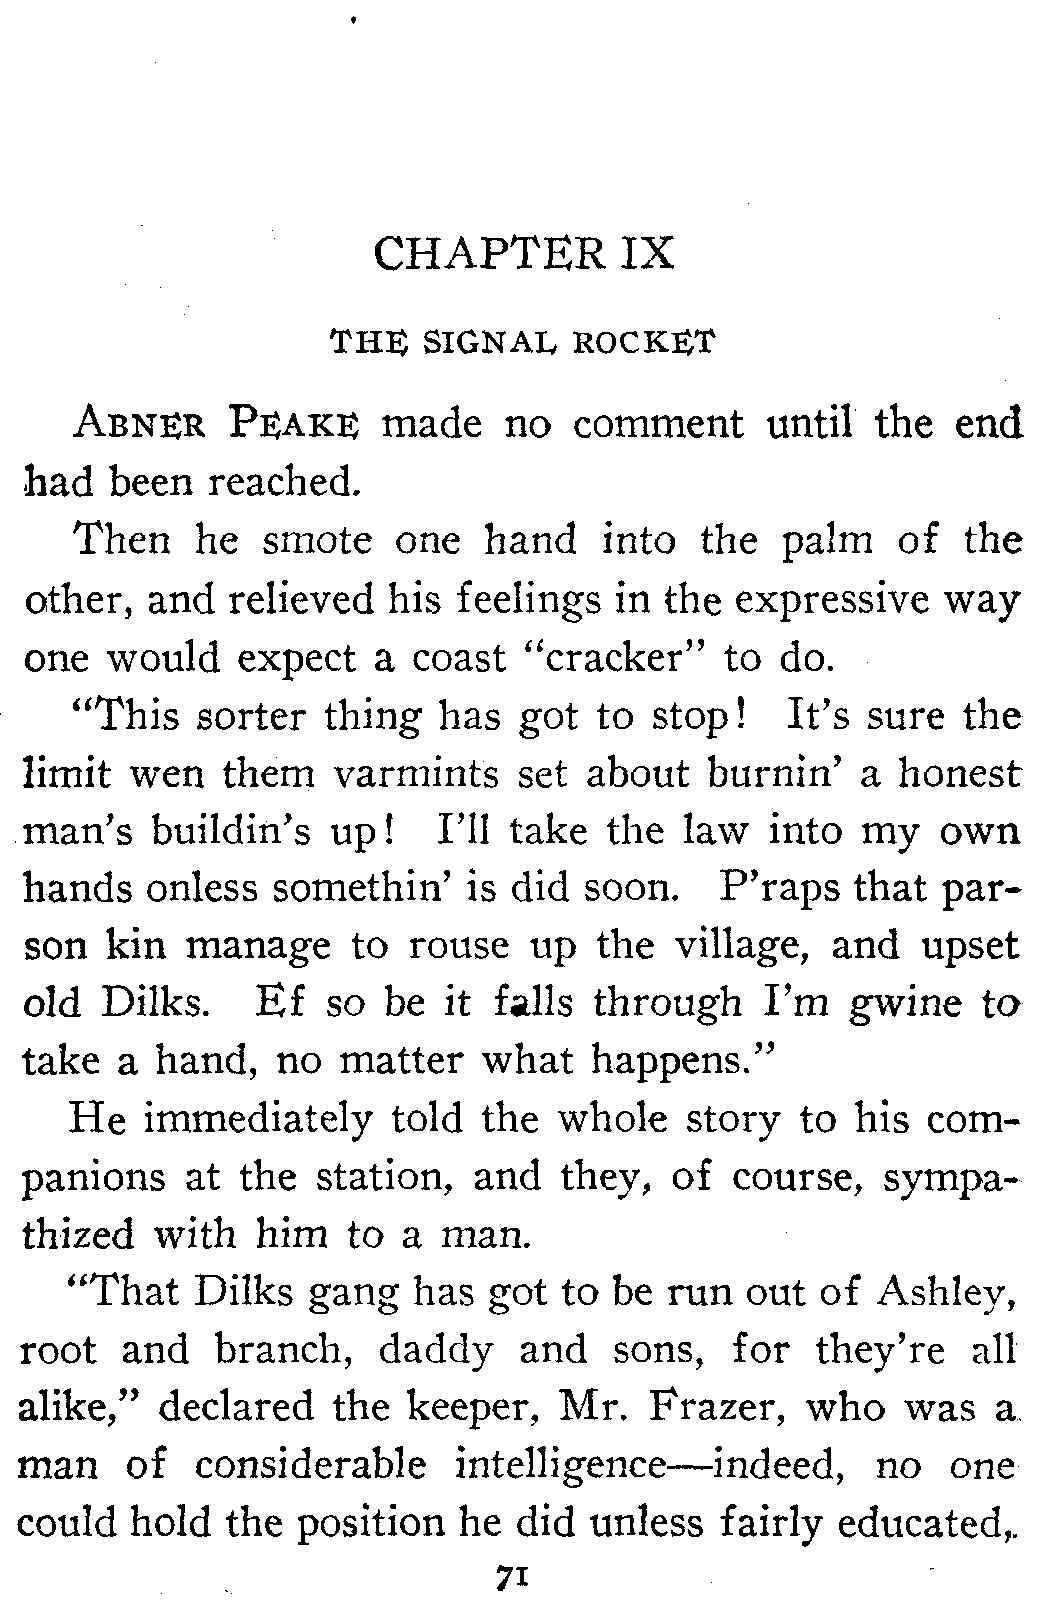 CHAPTER IX
THE SIGNAL ROCKET
ABNER PEAKE made no comment until the end
had been reached.
Then he smote one hand into the palm of the
other, and relieved his feelings in the expressive way
one would expect a coast “cracker” to do.
“This sorter thing has got to stop! It’s sure the
limit wen them varmints set about burnin’ a honest
man’s buildin’s up! I’ll take the law into my own
hands onless somethin’ is did soon. P’raps that par-
son kin manage to rouse up the village, and upset
old Dilks. Ef so be it falls through I’m gwine to
take a hand, no matter what happens.”
He immediately told the whole story to his com-
panions at the station, and they, of course, sympa-
thized with him to a man.
“That Dilks gang has got to be run out of Ashley,
root and branch, daddy and sons, for they’re all
alike,” declared the keeper, Mr. Frazer, who was a
man of considerable intelligence—indeed, no one
could hold the position he did unless fairly educated,
71